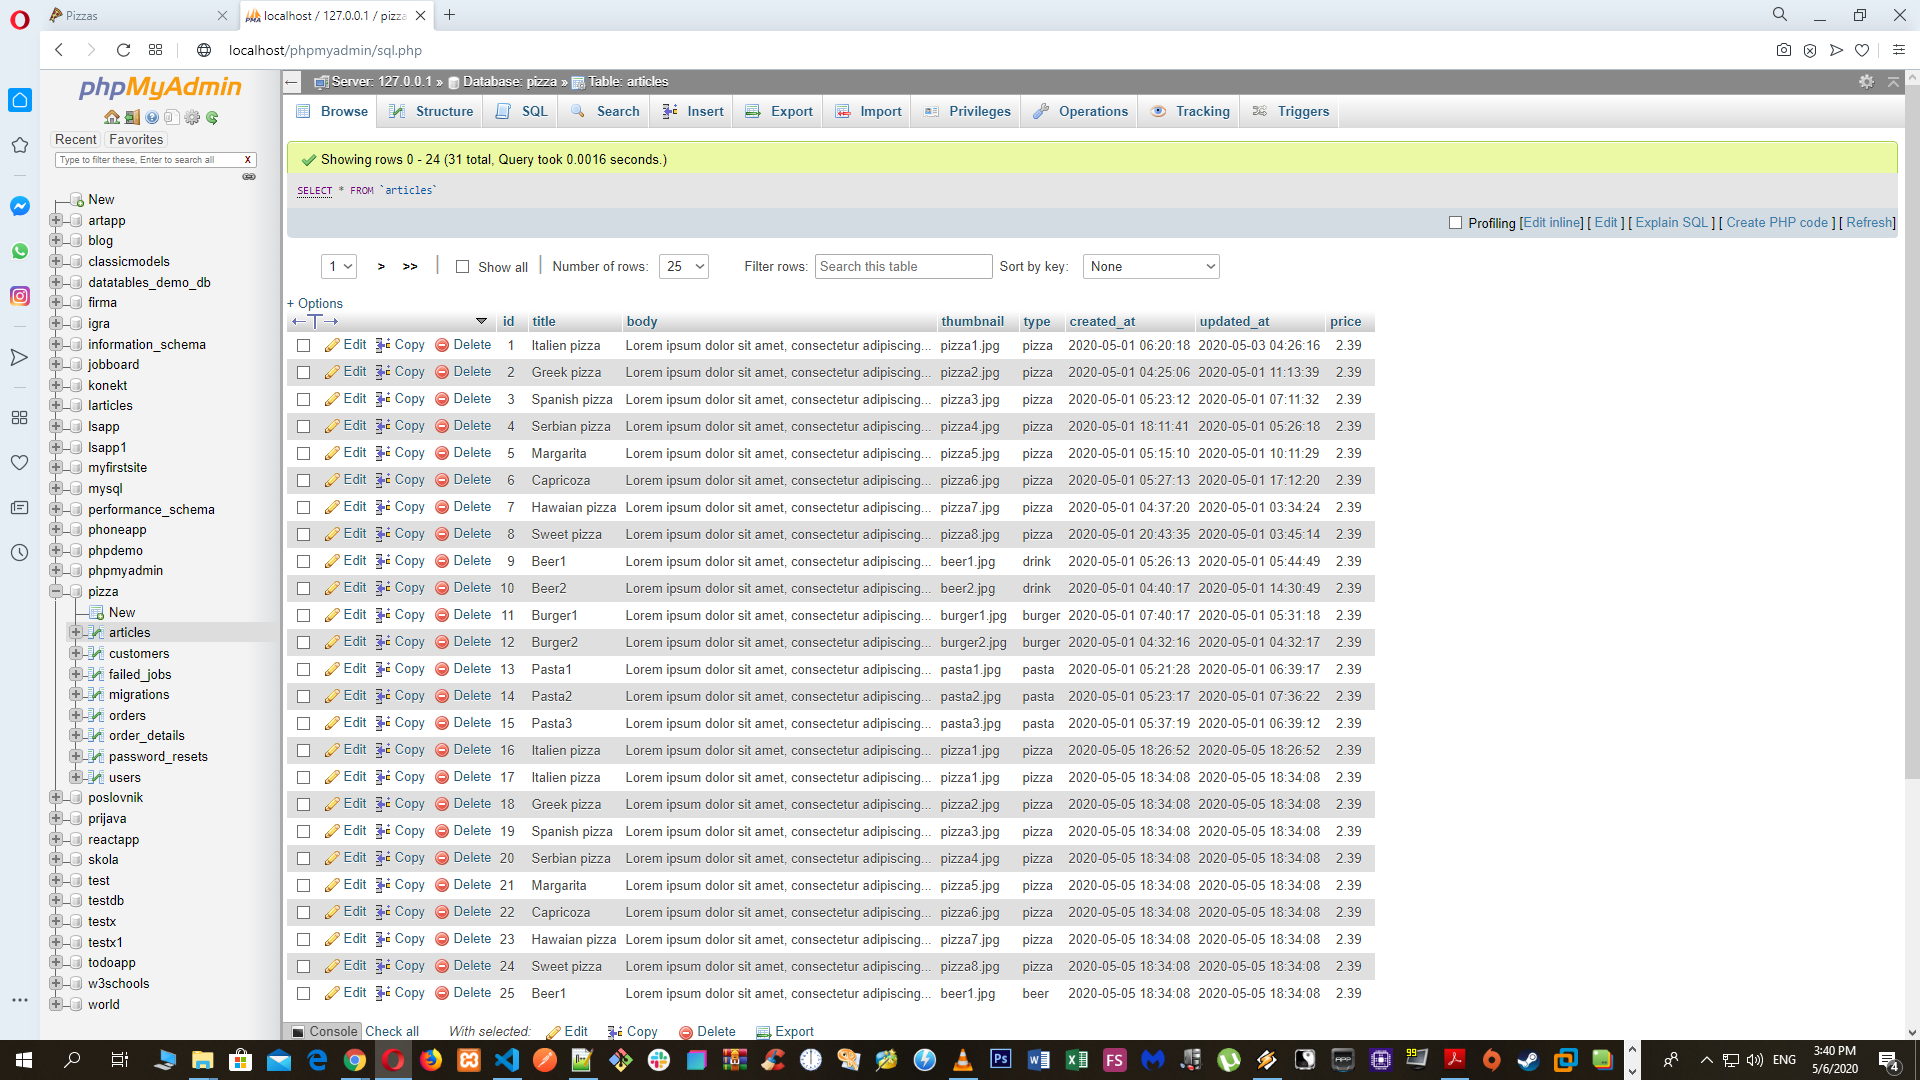 Pizzas
localhost / 127.0.0.1 / pizza
localhost/phpmyadmin/sql.php
phpMyAdmin
Recent Favorites
Type to filter these, Enter to search all X
New
artapp
blog
classicmodels
datatables_demo_db
firma
igra
information_schema
jobboard
konekt
larticles
lsapp
lsapp1
myfirstsite
mysql
performance_schema
phoneapp
phpdemo
phpmyadmin
pizza
New
articles
customers
failed_jobs
migrations
orders
order_details
password_resets
users
poslovnik
prijava
reactapp
skola
test
testdb
testx
testx1
todoapp
w3schools
world
Server: 127.0.0.1 » Database: pizza » Table: articles
Browse Structure SQL Search Insert Export Import Privileges Operations Tracking Triggers
Showing rows 0 - 24 (31 total, Query took 0.0016 seconds.)
SELECT * FROM `articles`
Profiling [Edit inline] [ Edit ] [ Explain SQL ] [ Create PHP code ] [ Refresh]
1 > >> Show all Number of rows: 25 Filter rows: Search this table Sort by key: None
+ Options
id title body thumbnail type created_at updated_at price
Edit Copy Delete 1 Italien pizza Lorem ipsum dolor sit amet, consectetur adipiscing... pizza1.jpg pizza 2020-05-01 06:20:18 2020-05-03 04:26:16 2.39
Edit Copy Delete 2 Greek pizza Lorem ipsum dolor sit amet, consectetur adipiscing... pizza2.jpg pizza 2020-05-01 04:25:06 2020-05-01 11:13:39 2.39
Edit Copy Delete 3 Spanish pizza Lorem ipsum dolor sit amet, consectetur adipiscing... pizza3.jpg pizza 2020-05-01 05:23:12 2020-05-01 07:11:32 2.39
Edit Copy Delete 4 Serbian pizza Lorem ipsum dolor sit amet, consectetur adipiscing... pizza4.jpg pizza 2020-05-01 18:11:41 2020-05-01 05:26:18 2.39
Edit Copy Delete 5 Margarita Lorem ipsum dolor sit amet, consectetur adipiscing... pizza5.jpg pizza 2020-05-01 05:15:10 2020-05-01 10:11:29 2.39
Edit Copy Delete 6 Capricoza Lorem ipsum dolor sit amet, consectetur adipiscing... pizza6.jpg pizza 2020-05-01 05:27:13 2020-05-01 17:12:20 2.39
Edit Copy Delete 7 Hawaian pizza Lorem ipsum dolor sit amet, consectetur adipiscing... pizza7.jpg pizza 2020-05-01 04:37:20 2020-05-01 03:34:24 2.39
Edit Copy Delete 8 Sweet pizza Lorem ipsum dolor sit amet, consectetur adipiscing... pizza8.jpg pizza 2020-05-01 20:43:35 2020-05-01 03:45:14 2.39
Edit Copy Delete 9 Beer1 Lorem ipsum dolor sit amet, consectetur adipiscing... beer1.jpg drink 2020-05-01 05:26:13 2020-05-01 05:44:49 2.39
Edit Copy Delete 10 Beer2 Lorem ipsum dolor sit amet, consectetur adipiscing... beer2.jpg drink 2020-05-01 04:40:17 2020-05-01 14:30:49 2.39
Edit Copy Delete 11 Burger1 Lorem ipsum dolor sit amet, consectetur adipiscing... burger1.jpg burger 2020-05-01 07:40:17 2020-05-01 05:31:18 2.39
Edit Copy Delete 12 Burger2 Lorem ipsum dolor sit amet, consectetur adipiscing... burger2.jpg burger 2020-05-01 04:32:16 2020-05-01 04:32:17 2.39
Edit Copy Delete 13 Pasta1 Lorem ipsum dolor sit amet, consectetur adipiscing... pasta1.jpg pasta 2020-05-01 05:21:28 2020-05-01 06:39:17 2.39
Edit Copy Delete 14 Pasta2 Lorem ipsum dolor sit amet, consectetur adipiscing... pasta2.jpg pasta 2020-05-01 05:23:17 2020-05-01 07:36:22 2.39
Edit Copy Delete 15 Pasta3 Lorem ipsum dolor sit amet, consectetur adipiscing... pasta3.jpg pasta 2020-05-01 05:37:19 2020-05-01 06:39:12 2.39
Edit Copy Delete 16 Italien pizza Lorem ipsum dolor sit amet, consectetur adipiscing... pizza1.jpg pizza 2020-05-05 18:26:52 2020-05-05 18:26:52 2.39
Edit Copy Delete 17 Italien pizza Lorem ipsum dolor sit amet, consectetur adipiscing... pizza1.jpg pizza 2020-05-05 18:34:08 2020-05-05 18:34:08 2.39
Edit Copy Delete 18 Greek pizza Lorem ipsum dolor sit amet, consectetur adipiscing... pizza2.jpg pizza 2020-05-05 18:34:08 2020-05-05 18:34:08 2.39
Edit Copy Delete 19 Spanish pizza Lorem ipsum dolor sit amet, consectetur adipiscing... pizza3.jpg pizza 2020-05-05 18:34:08 2020-05-05 18:34:08 2.39
Edit Copy Delete 20 Serbian pizza Lorem ipsum dolor sit amet, consectetur adipiscing... pizza4.jpg pizza 2020-05-05 18:34:08 2020-05-05 18:34:08 2.39
Edit Copy Delete 21 Margarita Lorem ipsum dolor sit amet, consectetur adipiscing... pizza5.jpg pizza 2020-05-05 18:34:08 2020-05-05 18:34:08 2.39
Edit Copy Delete 22 Capricoza Lorem ipsum dolor sit amet, consectetur adipiscing... pizza6.jpg pizza 2020-05-05 18:34:08 2020-05-05 18:34:08 2.39
Edit Copy Delete 23 Hawaian pizza Lorem ipsum dolor sit amet, consectetur adipiscing... pizza7.jpg pizza 2020-05-05 18:34:08 2020-05-05 18:34:08 2.39
Edit Copy Delete 24 Sweet pizza Lorem ipsum dolor sit amet, consectetur adipiscing... pizza8.jpg pizza 2020-05-05 18:34:08 2020-05-05 18:34:08 2.39
Edit Copy Delete 25 Beer1 Lorem ipsum dolor sit amet, consectetur adipiscing... beer1.jpg beer 2020-05-05 18:34:08 2020-05-05 18:34:08 2.39
Console Check all With selected: Edit Copy Delete Export
Ps FS 99 ENG 3:40 PM
5/6/2020 4